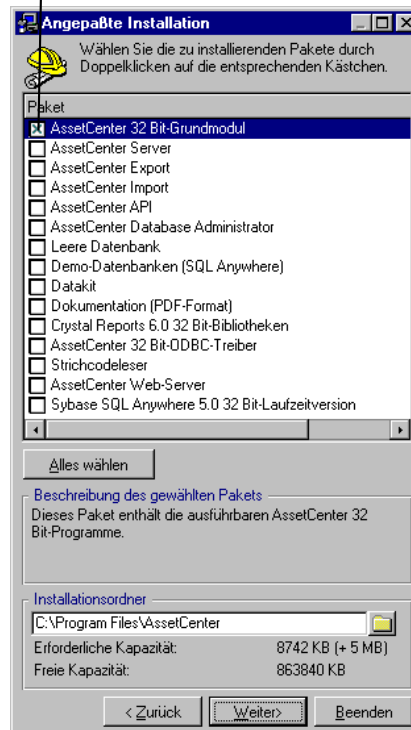 Angepaßte Installation
Wählen Sie die zu installierenden Pakete durch
Doppelklicken auf die entsprechenden Kästchen.
Paket
AssetCenter 32 Bit-Grundmodul
AssetCenter Server
AssetCenter Export
AssetCenter Import
AssetCenter API
AssetCenter Database Administrator
Leere Datenbank
Demo-Datenbanken (SQL Anywhere)
Datakit
Dokumentation (PDF-Format)
Crystal Reports 6.0 32 Bit-Bibliotheken
AssetCenter 32 Bit-ODBC-Treiber
Strichcodeleser
AssetCenter Web-Server
Sybase SQL Anywhere 5.0 32 Bit-Laufzeitversion
Alles wählen
Beschreibung des gewählten Pakets
Dieses Paket enthält die ausführbaren AssetCenter 32
Bit-Programme.
Installationsordner
C:\Program Files\AssetCenter
Erforderliche Kapazität: 8742 KB (+ 5 MB)
Freie Kapazität: 863840 KB
< Zurück Weiter> Beenden